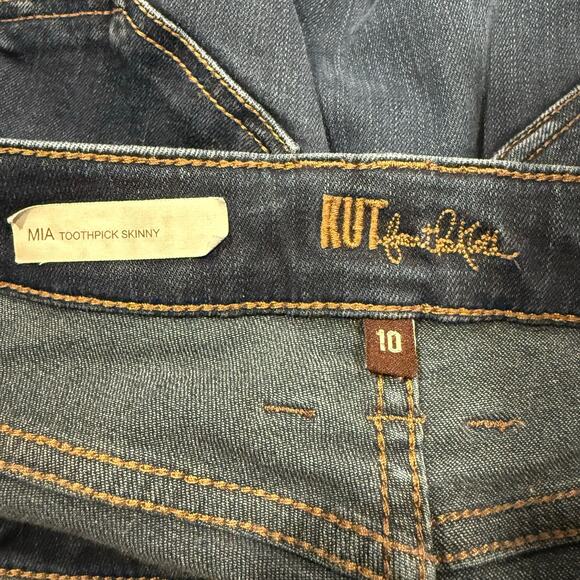 MIA TOOTHPICK SKINNY
KUT from the Kloth
10